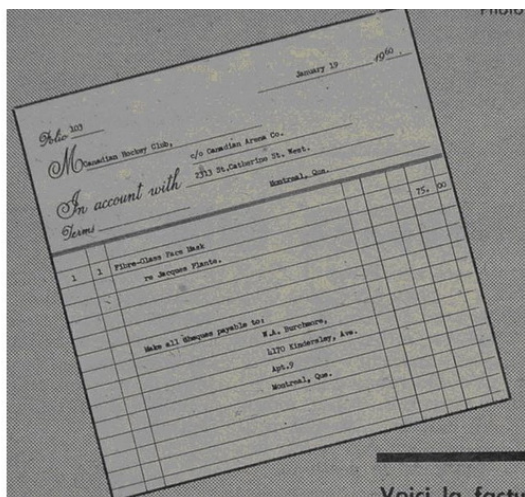 Photo
January 19 1960.
Folio 103
M Canadian Hockey Club,
c/o Canadian Arena Co.
In account with 2313 St.Catherine St. West.
Terms Montreal, Que.
75. 00
1 1 Fibre-Glass Face Mask
re Jacques Plante.
Make all Cheques payable to:
W.A. Burchmore,
4170 Kindersley, Ave.
Apt.9
Montreal, Que.
Voici la factu